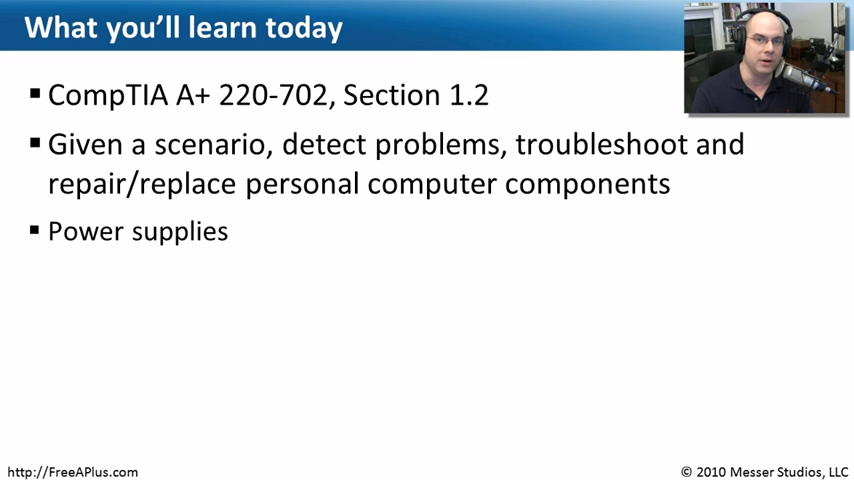 What you'll learn today
▪ CompTIA A+ 220-702, Section 1.2
▪ Given a scenario, detect problems, troubleshoot and
repair/replace personal computer components
▪ Power supplies
http://FreeAPlus.com
© 2010 Messer Studios, LLC